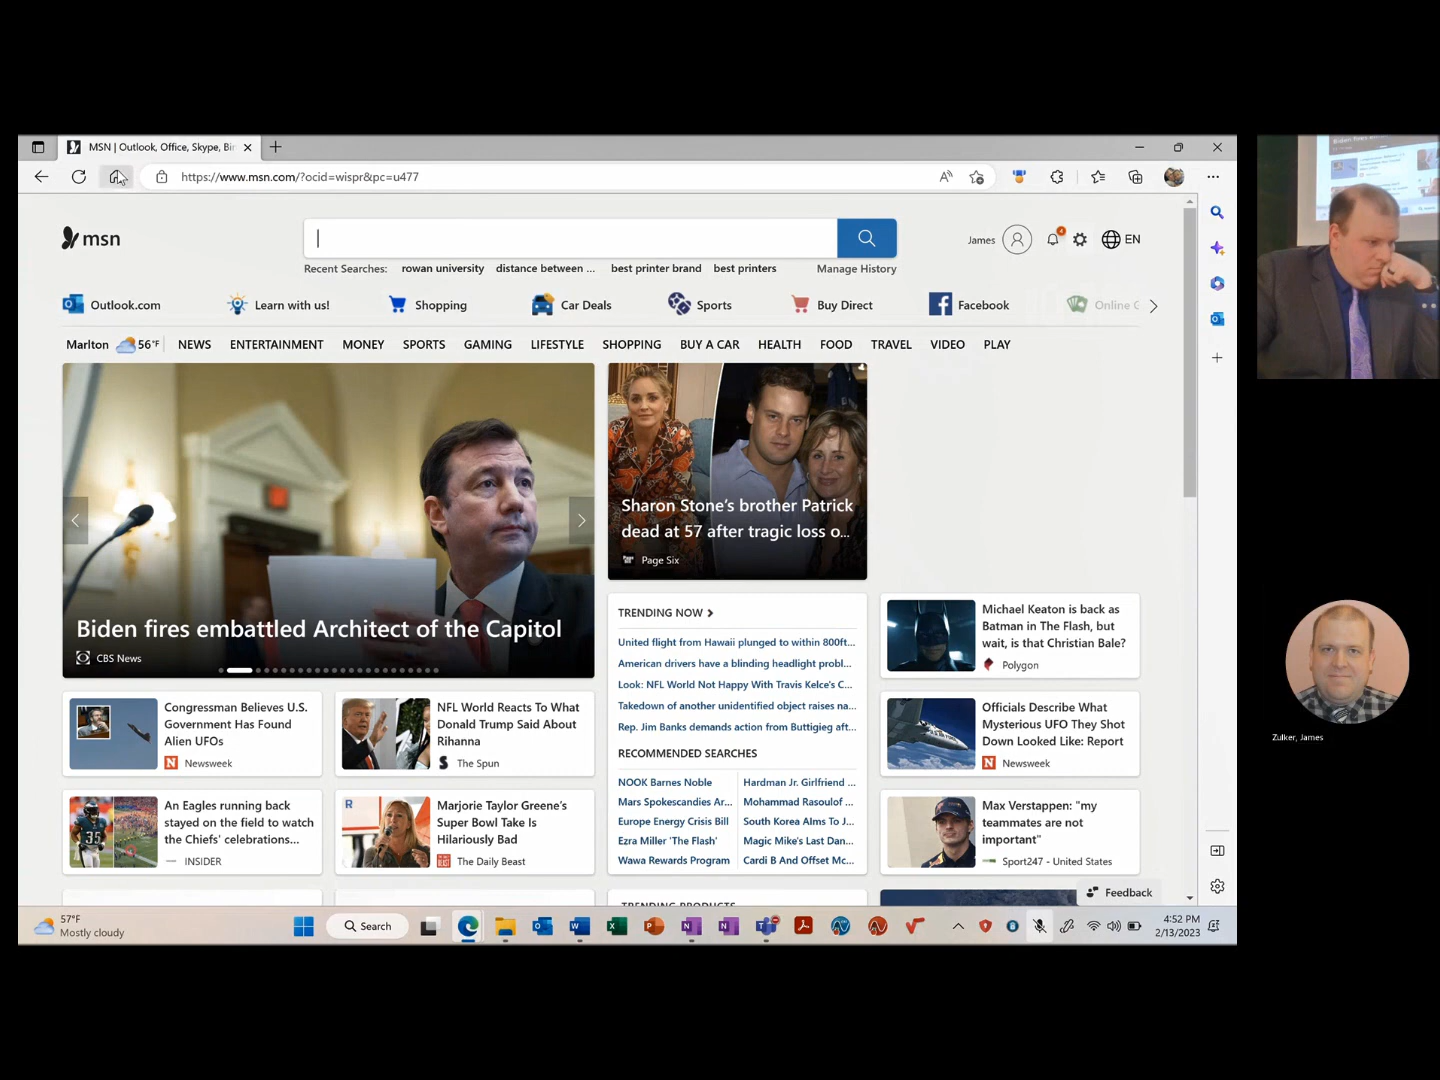 MSN | Outlook, Office, Skype, Bin
https://www.msn.com/?ocid=wispr&pc=u477
msn
James
4
EN
Recent Searches: rowan university distance between ... best printer brand best printers Manage History
Outlook.com Learn with us! Shopping Car Deals Sports Buy Direct Facebook Online G
Marlton 56°F NEWS ENTERTAINMENT MONEY SPORTS GAMING LIFESTYLE SHOPPING BUY A CAR HEALTH FOOD TRAVEL VIDEO PLAY
Biden fires embattled Architect of the Capitol
CBS News
Sharon Stone's brother Patrick
dead at 57 after tragic loss o...
Page Six
TRENDING NOW
United flight from Hawaii plunged to within 800ft...
American drivers have a blinding headlight probl...
Look: NFL World Not Happy With Travis Kelce's C...
Takedown of another unidentified object raises na...
Rep. Jim Banks demands action from Buttigieg aft...
RECOMMENDED SEARCHES
NOOK Barnes Noble
Hardman Jr. Girlfriend ...
Mars Spokescandies Ar...
Mohammad Rasoulof ...
Europe Energy Crisis Bill
South Korea AIms To J...
Ezra Miller 'The Flash'
Magic Mike's Last Dan...
Wawa Rewards Program
Cardi B And Offset Mc...
Michael Keaton is back as
Batman in The Flash, but
wait, is that Christian Bale?
Polygon
Congressman Believes U.S.
Government Has Found
Alien UFOs
Newsweek
NFL World Reacts To What
Donald Trump Said About
Rihanna
The Spun
Officials Describe What
Mysterious UFO They Shot
Down Looked Like: Report
Newsweek
An Eagles running back
stayed on the field to watch
the Chiefs' celebrations...
INSIDER
Marjorie Taylor Greene's
Super Bowl Take Is
Hilariously Bad
The Daily Beast
Max Verstappen: "my
teammates are not
important"
Sport247 - United States
TRENDING PRODUCTS
Feedback
57°F
Mostly cloudy
Search
4:52 PM
2/13/2023
Zulker, James